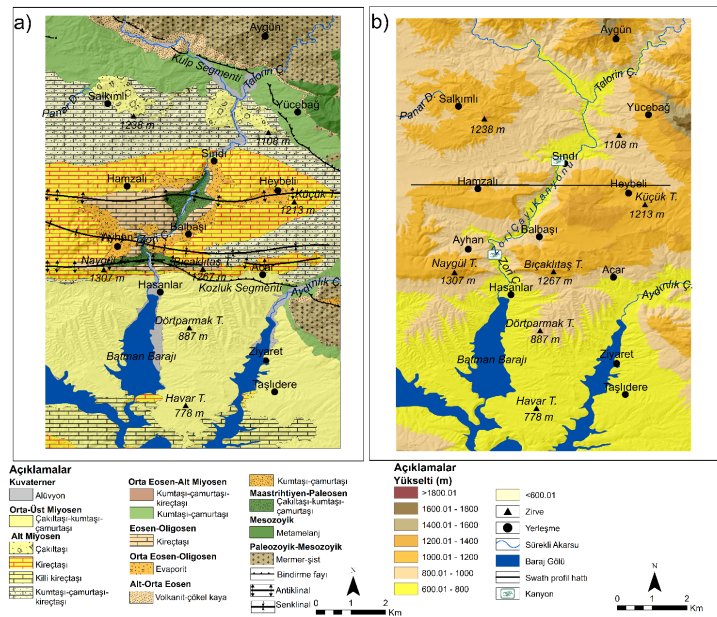 a)
Aygün
Kulp Segmenti
Talorin Ç.
Salkımlı
Panar D.
Yücebağ
1238 m
1108 m
Sındı
Hamzalı
Heybeli
Küçük T.
1213 m
Balbaşı
Ayhan
Zori Ç.
Naygül T.
1307 m
Bıçaklıtaş T.
1267 m
Acar
Kozluk Segmenti
Hasanlar
Aydınlık Ç.
Dörtparmak T.
887 m
Batman Barajı
Ziyaret
Taşlıdere
Havar T.
778 m
b)
Aygün
Talorin Ç.
Salkımlı
Panar D.
Yücebağ
1238 m
1108 m
Sındı
Hamzalı
Heybeli
Küçük T.
1213 m
Zori Çayı Kanyonu
Balbaşı
Ayhan
Zori Ç.
Naygül T.
1307 m
Bıçaklıtaş T.
1267 m
Acar
Hasanlar
Aydınlık Ç.
Dörtparmak T.
887 m
Batman Barajı
Ziyaret
Taşlıdere
Havar T.
778 m
Açıklamalar
Kuvaterner
Alüvyon
Orta-Üst Miyosen
Çakıltaşı-kumtaşı-
çamurtaşı
Alt Miyosen
Çakıltaşı
Kireçtaşı
Killi kireçtaşı
Kumtaşı-çamurtaşı-
kireçtaşı
Orta Eosen-Alt Miyosen
Kumtaşı-çamurtaşı-
kireçtaşı
Kumtaşı-çamurtaşı
Eosen-Oligosen
Kireçtaşı
Orta Eosen-Oligosen
Evaporit
Alt-Orta Eosen
Volkanit-çökel kaya
Kumtaşı-çamurtaşı
Maastrihtiyen-Paleosen
Çakıltaşı-kumtaşı-
çamurtaşı
Mesozoyik
Metamelanj
Paleozoyik-Mesozoyik
Mermer-şist
Bindirme fayı
Antiklinal
Senklinal
N
0 1 2
Km
Açıklamalar
Yükselti (m)
>1800.01
1600.01 - 1800
1400.01 - 1600
1200.01 - 1400
1000.01 - 1200
800.01 - 1000
600.01 - 800
<600.01
Zirve
Yerleşme
Sürekli Akarsu
Baraj Gölü
Swath profil hattı
Kanyon
N
0 1 2
Km